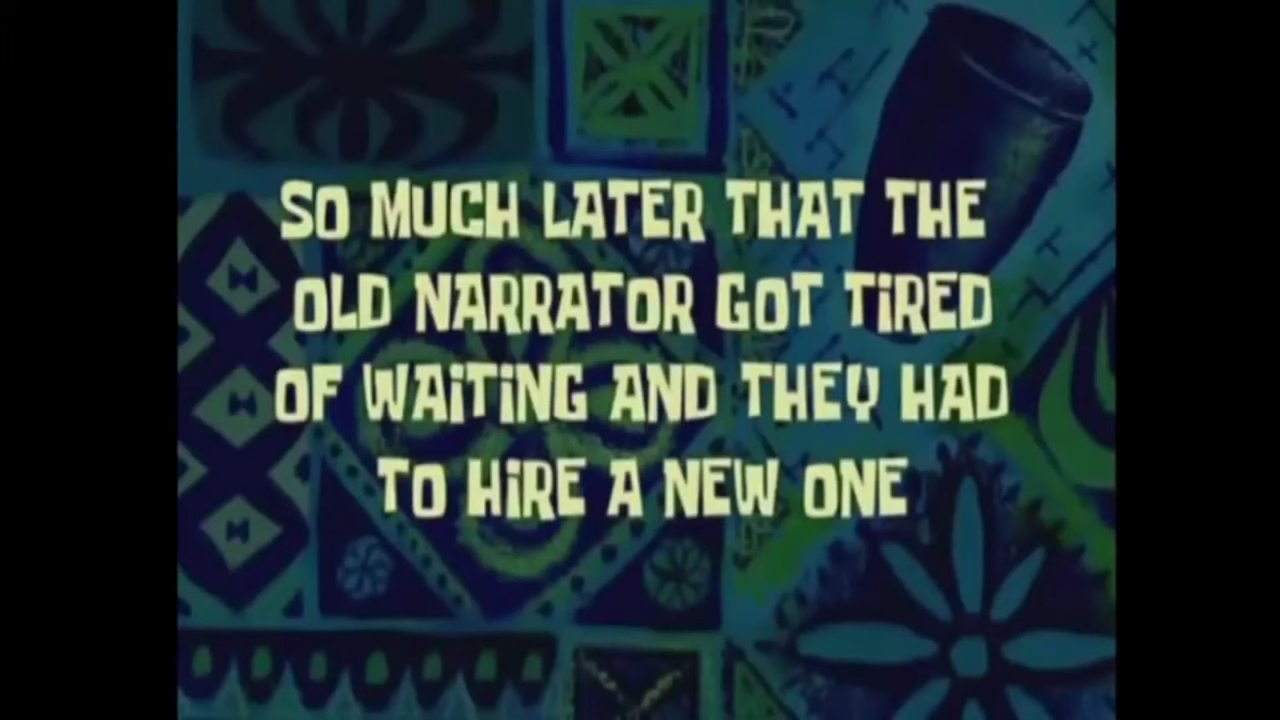 SO MUCH LATER THAT THE
OLD NARRATOR GOT TiRED
OF WAiTiNG AND THEY HAD
TO HiRE A NEW ONE